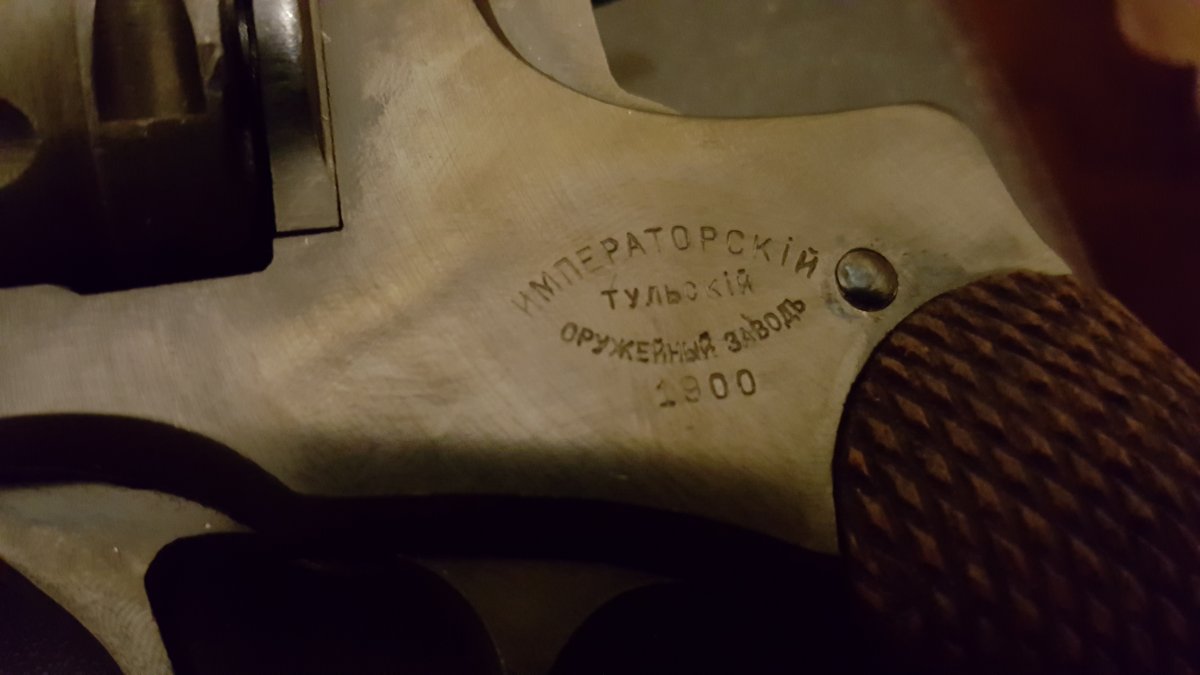 ИМПЕРАТОРСКІЙ
ТУЛЬСКІЙ
ОРУЖЕЙНЫЙ ЗАВОДЪ
1900